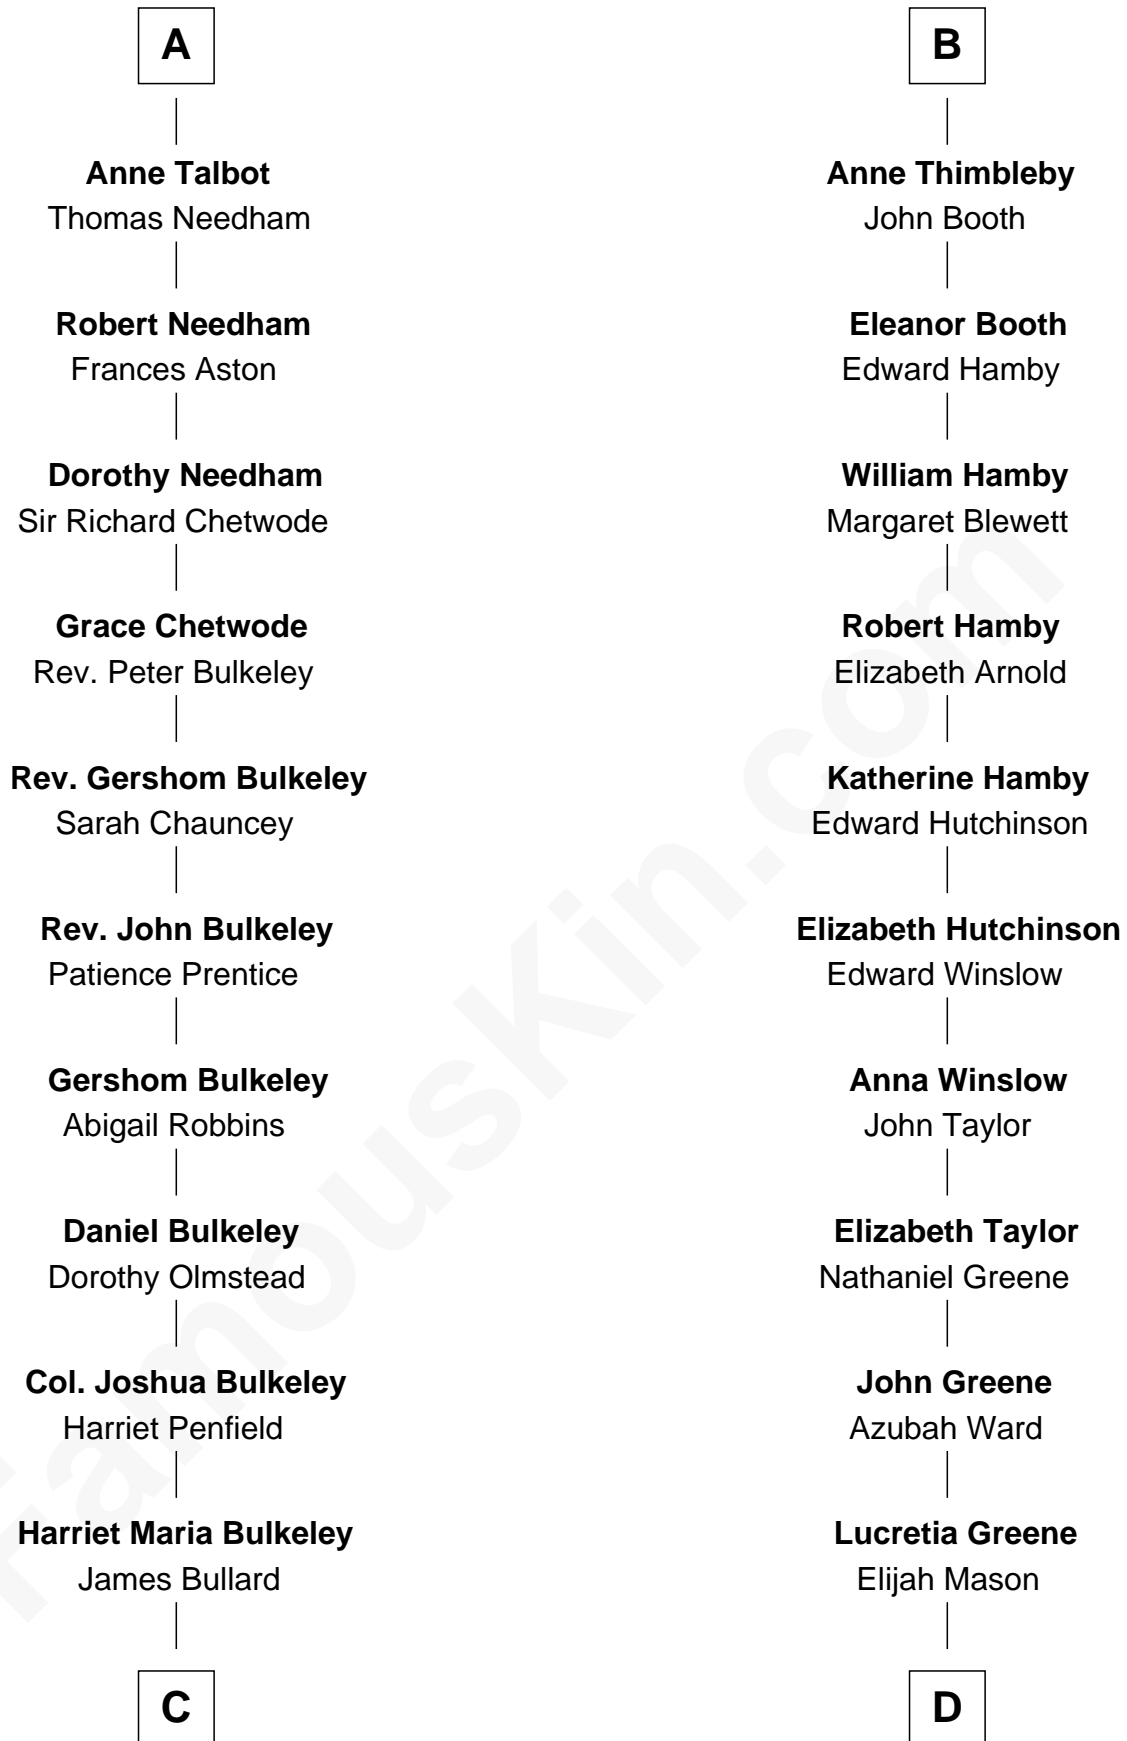 A
Anne Talbot
Thomas Needham
Robert Needham
Frances Aston
Dorothy Needham
Sir Richard Chetwode
Grace Chetwode
Rev. Peter Bulkeley
Rev. Gershom Bulkeley
Sarah Chauncey
Rev. John Bulkeley
Patience Prentice
Gershom Bulkeley
Abigail Robbins
Daniel Bulkeley
Dorothy Olmstead
Col. Joshua Bulkeley
Harriet Penfield
Harriet Maria Bulkeley
James Bullard
C
B
Anne Thimbleby
John Booth
Eleanor Booth
Edward Hamby
William Hamby
Margaret Blewett
Robert Hamby
Elizabeth Arnold
Katherine Hamby
Edward Hutchinson
Elizabeth Hutchinson
Edward Winslow
Anna Winslow
John Taylor
Elizabeth Taylor
Nathaniel Greene
John Greene
Azubah Ward
Lucretia Greene
Elijah Mason
D
FamousKin.com